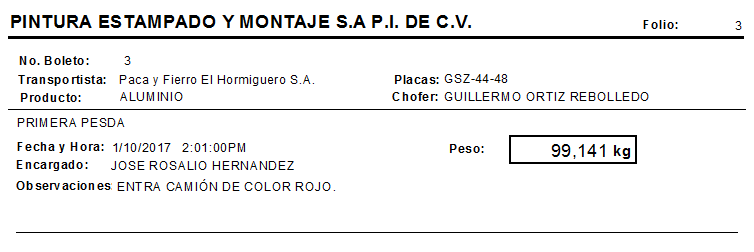 PINTURA ESTAMPADO Y MONTAJE S.A P.I. DE C.V. Folio: 3
No. Boleto: 3
Transportista: Paca y Fierro El Hormiguero S.A. Placas: GSZ-44-48
Producto: ALUMINIO Chofer: GUILLERMO ORTIZ REBOLLEDO
PRIMERA PESDA
Fecha y Hora: 1/10/2017 2:01:00PM Peso: 99,141 kg
Encargado: JOSE ROSALIO HERNANDEZ
Observaciones ENTRA CAMIÓN DE COLOR ROJO.